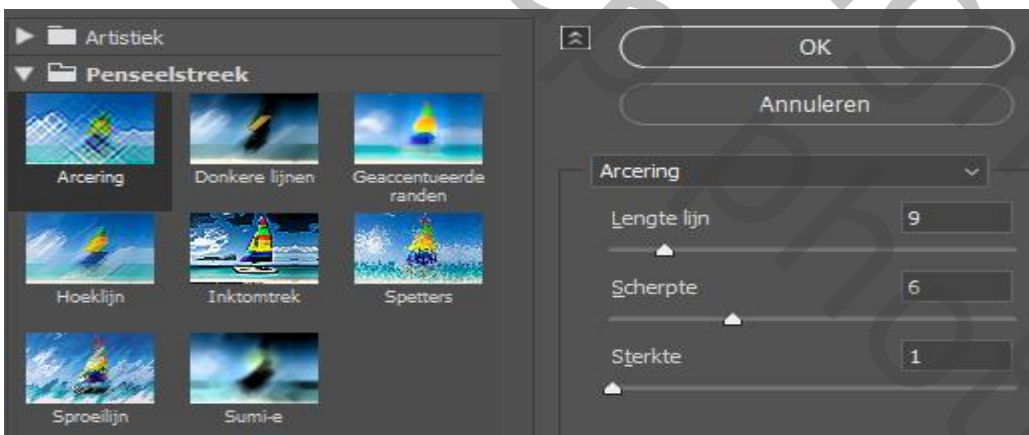 Artistiek
Penseelstreek
Arcering
Donkere lijnen
Geaccentueerde
randen
Hoeklijn
Inktomtrek
Spetters
Sproeilijn
Sumi-e
OK
Annuleren
Arcering
Lengte lijn 9
Scherpte 6
Sterkte 1